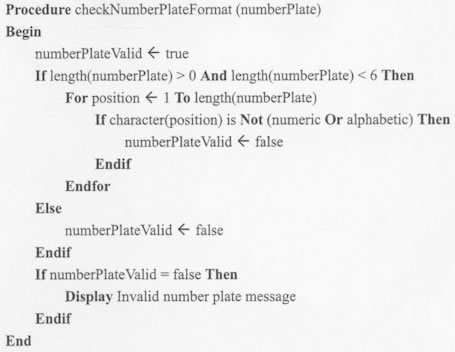 Procedure checkNumberPlateFormat (numberPlate)
Begin
numberPlateValid ← true
If length(numberPlate) > 0 And length(numberPlate) < 6 Then
For position ← 1 To length(numberPlate)
If character(position) is Not (numeric Or alphabetic) Then
numberPlateValid ← false
Endif
Endfor
Else
numberPlateValid ← false
Endif
If numberPlateValid = false Then
Display Invalid number plate message
Endif
End